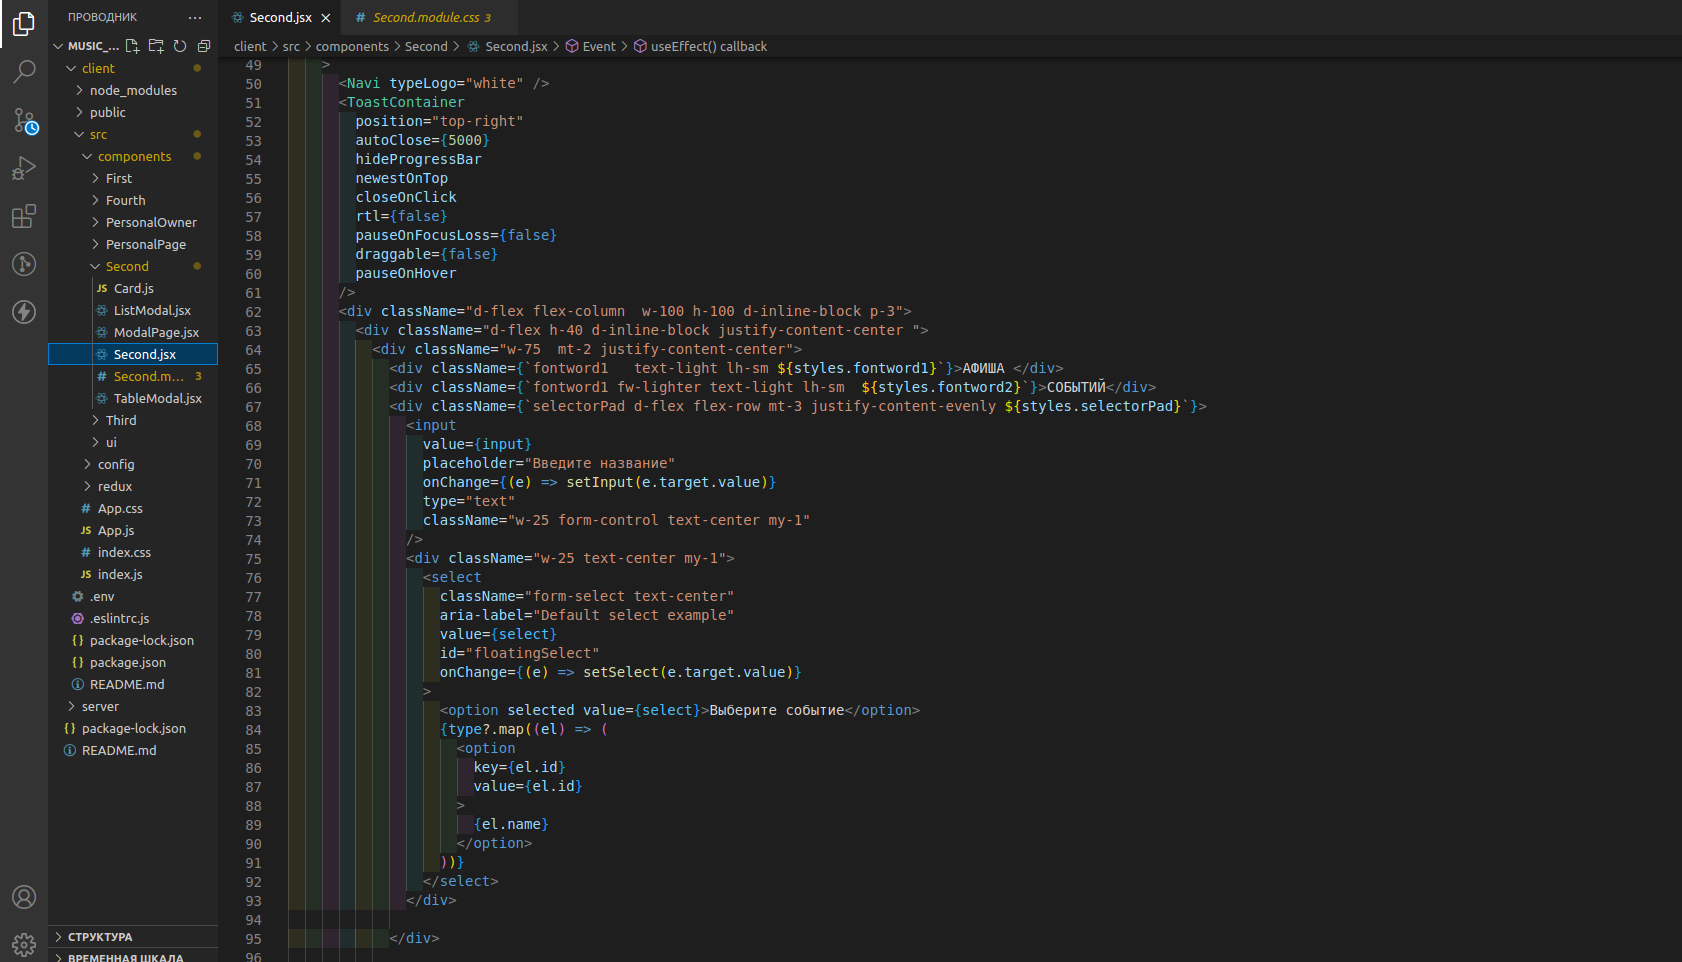 ПРОВОДНИК
MUSIC_...
client
node_modules
public
src
components
First
Fourth
PersonalOwner
PersonalPage
Second
JS Card.js
ListModal.jsx
ModalPage.jsx
Second.jsx
# Second.m... 3
TableModal.jsx
Third
ui
config
redux
# App.css
JS App.js
# index.css
JS index.js
.env
.eslintrc.js
{} package-lock.json
{} package.json
README.md
server
{} package-lock.json
README.md
СТРУКТУРА
ВРЕМЕННАЯ ШКАЛА
Second.jsx
# Second.module.css 3
client > src > components > Second > Second.jsx > Event > useEffect() callback
49 >
50 <Navi typeLogo="white" />
51 <ToastContainer
52 position="top-right"
53 autoClose={5000}
54 hideProgressBar
55 newestOnTop
56 closeOnClick
57 rtl={false}
58 pauseOnFocusLoss={false}
59 draggable={false}
60 pauseOnHover
61 />
62 <div className="d-flex flex-column  w-100 h-100 d-inline-block p-3">
63 <div className="d-flex h-40 d-inline-block justify-content-center ">
64 <div className="w-75  mt-2 justify-content-center">
65 <div className={`fontword1   text-light lh-sm ${styles.fontword1}`}>АФИША </div>
66 <div className={`fontword1 fw-lighter text-light lh-sm  ${styles.fontword2}`}>СОБЫТИЙ</div>
67 <div className={`selectorPad d-flex flex-row mt-3 justify-content-evenly ${styles.selectorPad}`}>
68 <input
69 value={input}
70 placeholder="Введите название"
71 onChange={(e) => setInput(e.target.value)}
72 type="text"
73 className="w-25 form-control text-center my-1"
74 />
75 <div className="w-25 text-center my-1">
76 <select
77 className="form-select text-center"
78 aria-label="Default select example"
79 value={select}
80 id="floatingSelect"
81 onChange={(e) => setSelect(e.target.value)}
82 >
83 <option selected value={select}>Выберите событие</option>
84 {type?.map((el) => (
85 <option
86 key={el.id}
87 value={el.id}
88 >
89 {el.name}
90 </option>
91 ))}
92 </select>
93 </div>
94
95 </div>
96